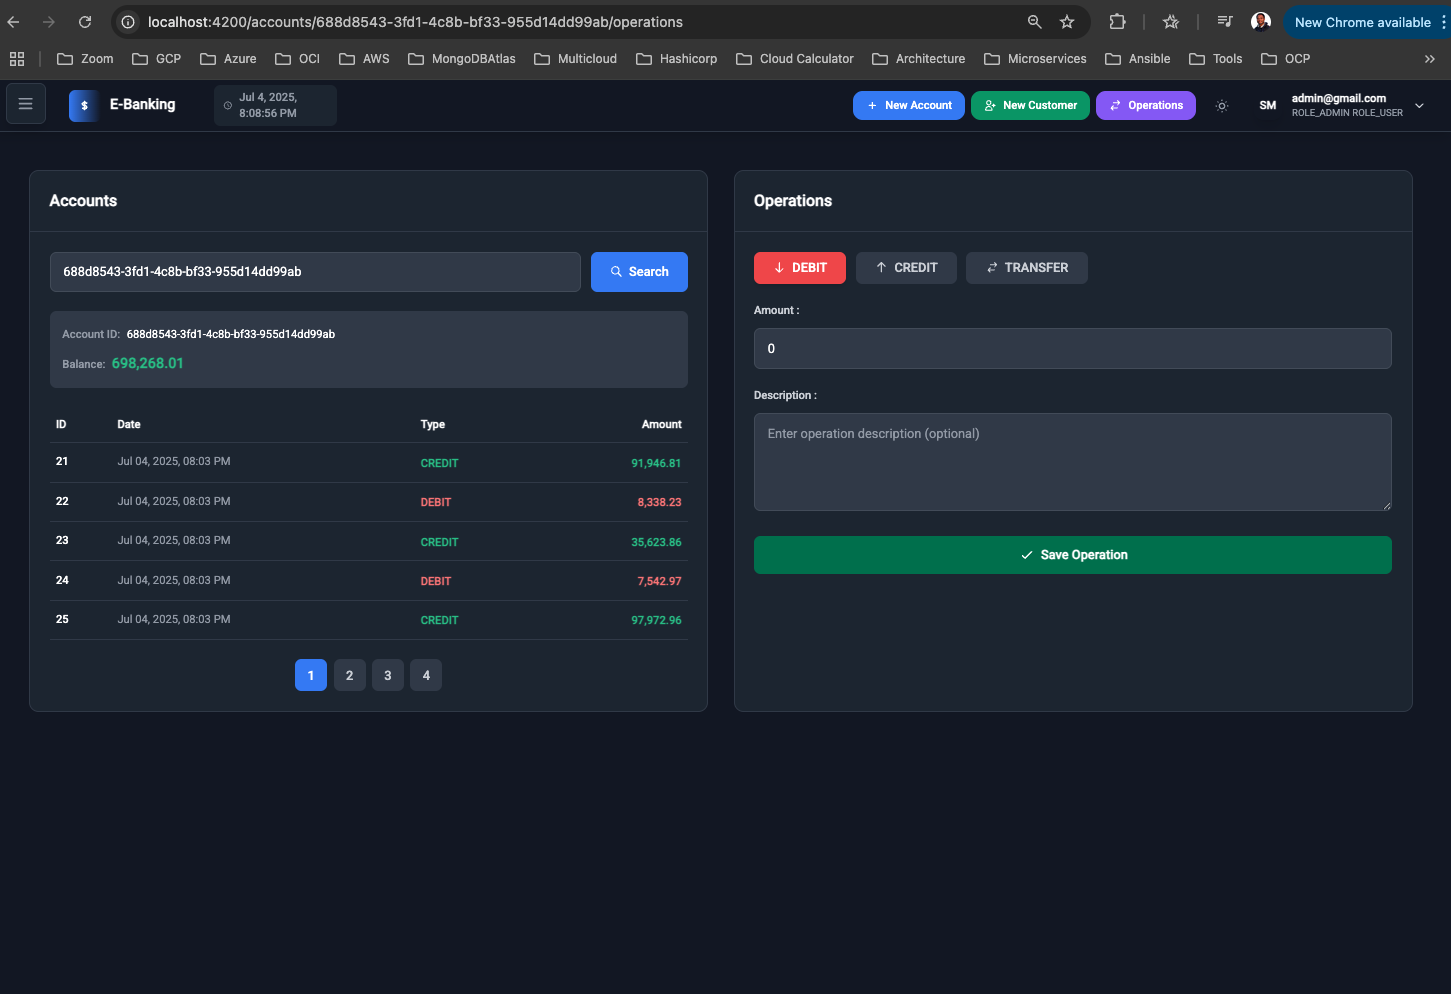 localhost:4200/accounts/688d8543-3fd1-4c8b-bf33-955d14dd99ab/operations
New Chrome available
Zoom GCP Azure OCI AWS MongoDBAtlas Multicloud Hashicorp Cloud Calculator Architecture Microservices Ansible Tools OCP
$ E-Banking
Jul 4, 2025,
8:08:56 PM
New Account
New Customer
Operations
SM
admin@gmail.com
ROLE_ADMIN ROLE_USER
Accounts
688d8543-3fd1-4c8b-bf33-955d14dd99ab
Search
Account ID: 688d8543-3fd1-4c8b-bf33-955d14dd99ab
Balance: 698,268.01
ID Date Type Amount
21 Jul 04, 2025, 08:03 PM CREDIT 91,946.81
22 Jul 04, 2025, 08:03 PM DEBIT 8,338.23
23 Jul 04, 2025, 08:03 PM CREDIT 35,623.86
24 Jul 04, 2025, 08:03 PM DEBIT 7,542.97
25 Jul 04, 2025, 08:03 PM CREDIT 97,972.96
1 2 3 4
Operations
DEBIT CREDIT TRANSFER
Amount :
0
Description :
Enter operation description (optional)
Save Operation